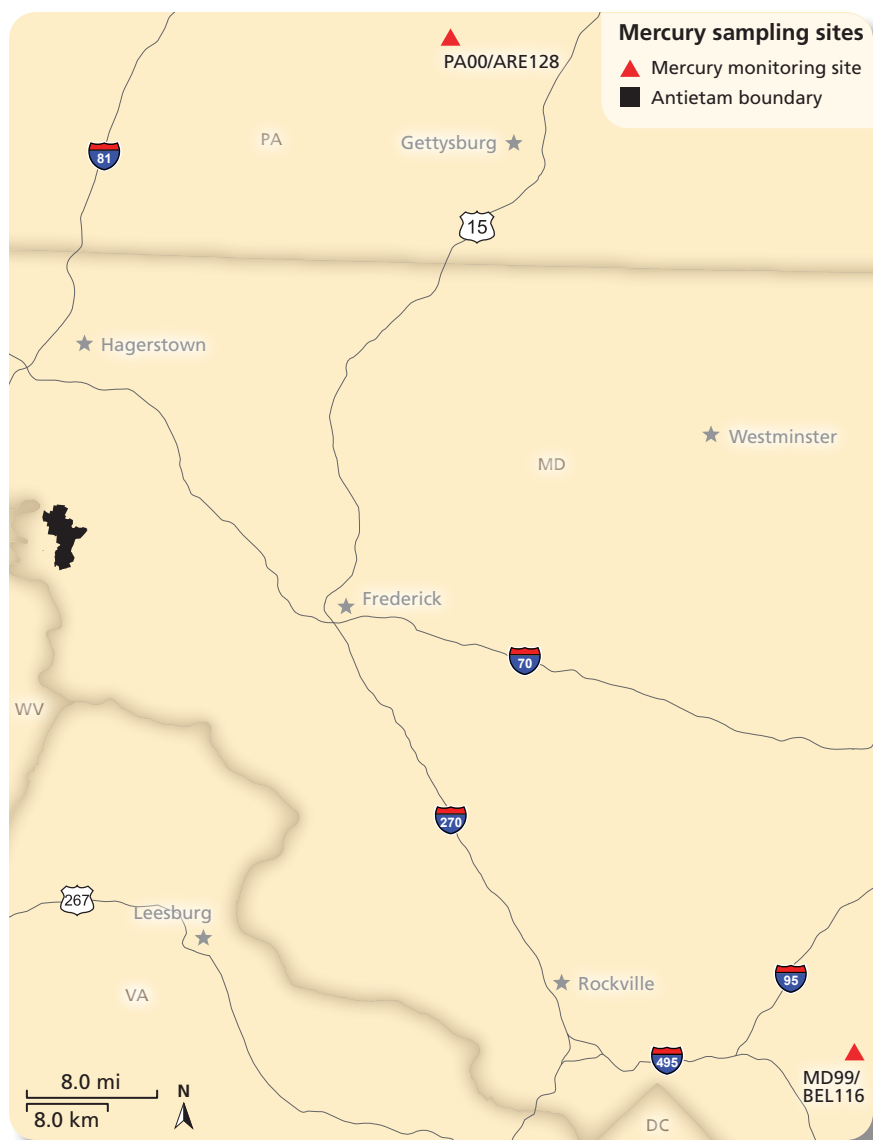 Mercury sampling sites
Mercury monitoring site
Antietam boundary
PA00/ARE128
PA
Gettysburg
81
15
Hagerstown
Westminster
MD
Frederick
70
WV
270
267
Leesburg
VA
Rockville
95
495
MD99/
BEL116
DC
8.0 mi
8.0 km
N